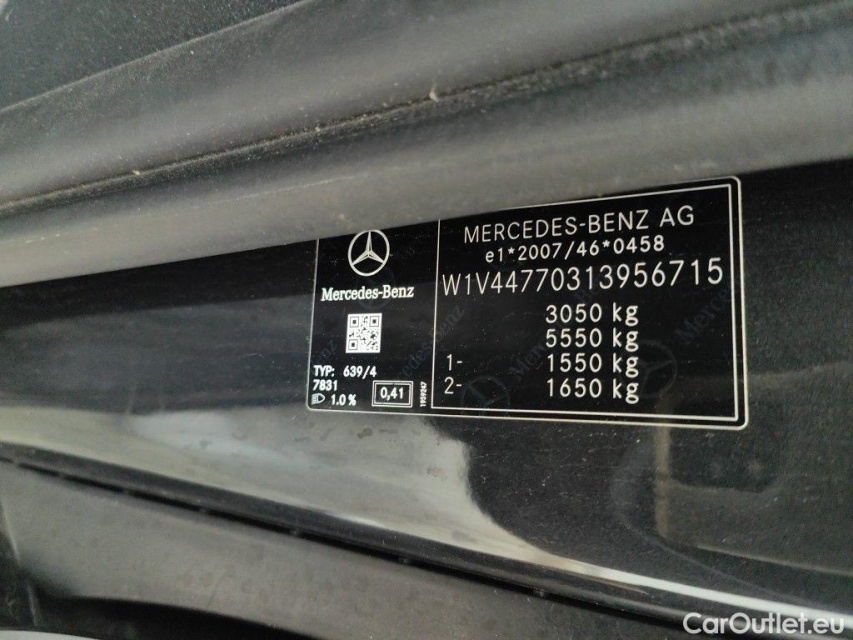 MERCEDES-BENZ AG
e1*2007/46*0458
W1V44770313956715
3050 kg
5550 kg
1- 1550 kg
2- 1650 kg
Mercedes-Benz
TYP: 639/4
7831
1.0 % 0,41
1959247
CarOutlet.eu